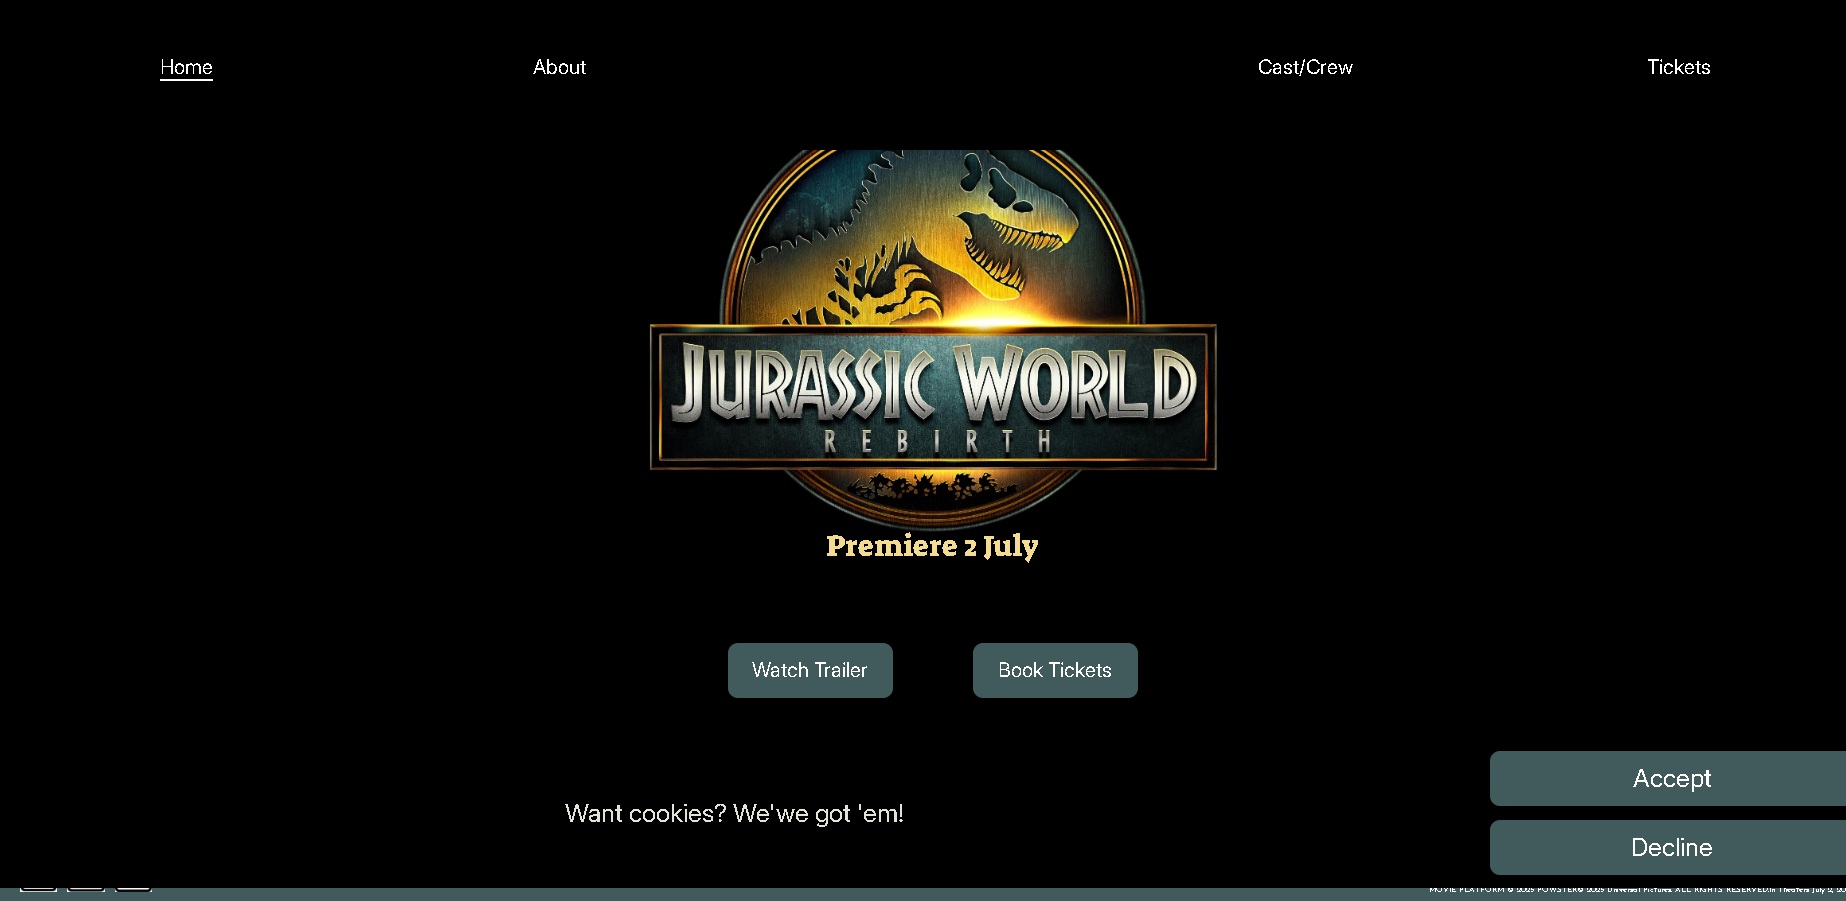 Home About Cast/Crew Tickets
JURASSIC WORLD
REBIRTH
Premiere 2 July
Watch Trailer Book Tickets
Accept
Want cookies? We'we got 'em!
Decline
MOVIE PLATFORM © 2025 POWSTER© 2025 Universal Pictures. ALL RIGHTS RESERVED.In Theaters July 2, 20